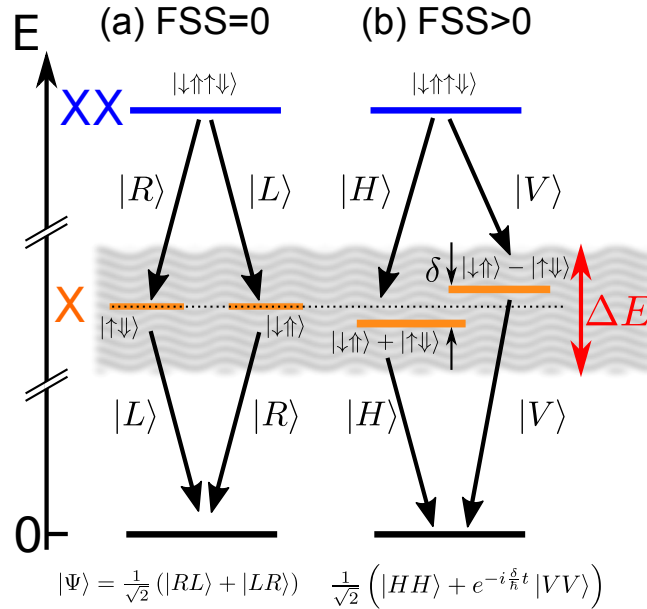 E (a) FSS=0 (b) FSS>0
|↓⇑↑⇓⟩ |↓⇑↑⇓⟩
XX
|R⟩ |L⟩ |H⟩ |V⟩
δ |↓⇑⟩ − |↑⇓⟩
X ΔE
|↑⇓⟩ |↓⇑⟩ |↓⇑⟩ + |↑⇓⟩
|L⟩ |R⟩ |H⟩ |V⟩
0
|Ψ⟩ = 1/√2 (|RL⟩ + |LR⟩) 1/√2 (|HH⟩ + e^{-i δ/ħ t} |VV⟩)